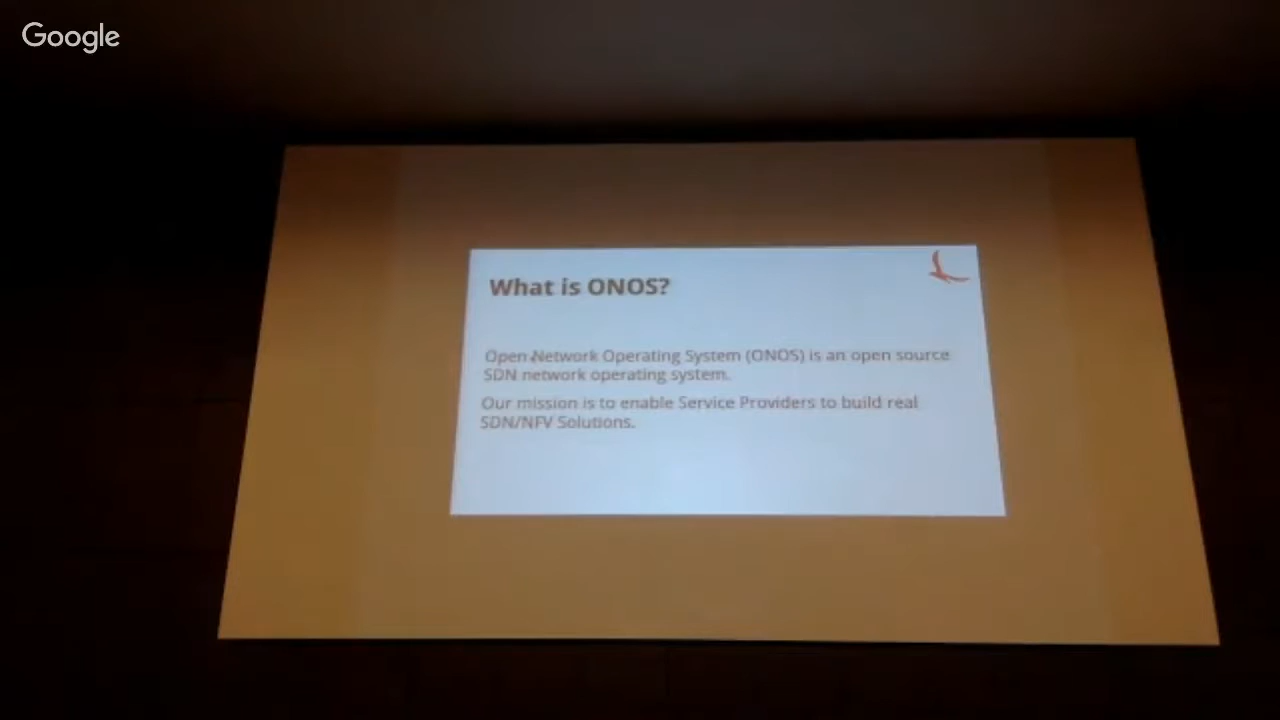 Google
What is ONOS?
Open Network Operating System (ONOS) is an open source
SDN network operating system.
Our mission is to enable Service Providers to build real
SDN/NFV Solutions.